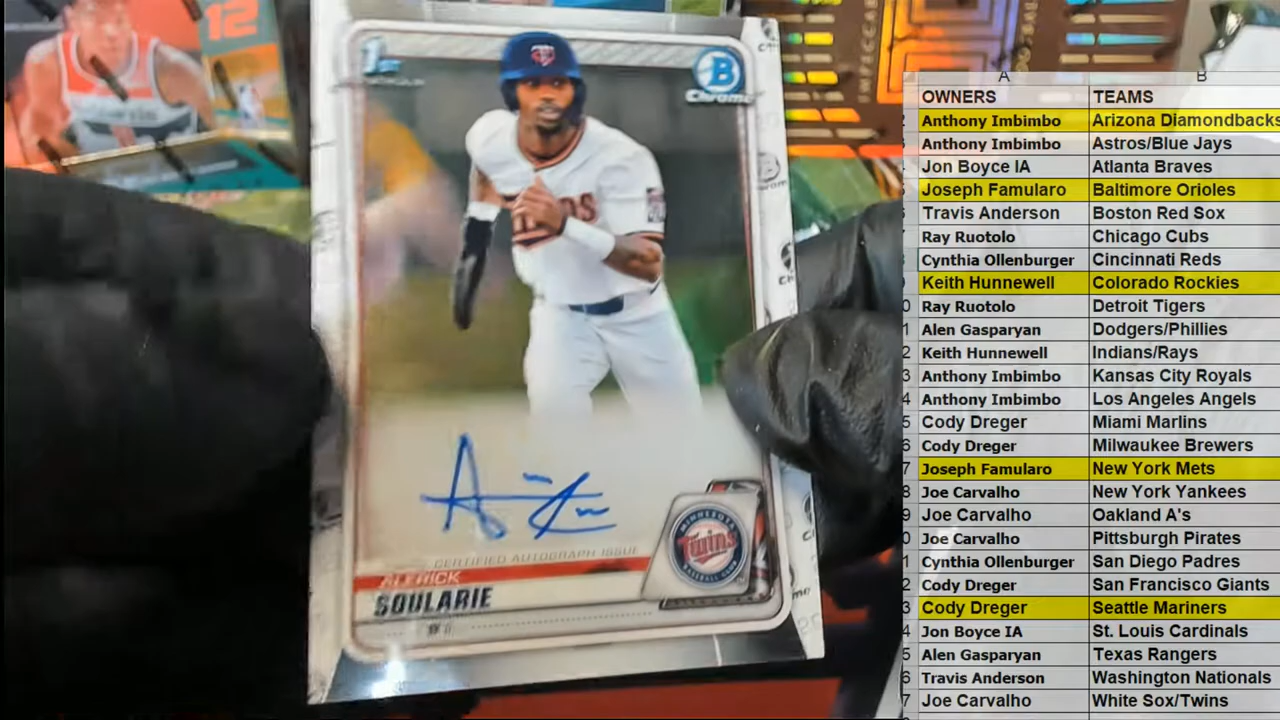 12
1st
B
Chrome
TWINS
A
B
OWNERS
TEAMS
Anthony Imbimbo
Arizona Diamondbacks
Anthony Imbimbo
Astros/Blue Jays
Jon Boyce IA
Atlanta Braves
Joseph Famularo
Baltimore Orioles
Travis Anderson
Boston Red Sox
Ray Ruotolo
Chicago Cubs
Cynthia Ollenburger
Cincinnati Reds
Keith Hunnewell
Colorado Rockies
Ray Ruotolo
Detroit Tigers
Alen Gasparyan
Dodgers/Phillies
Keith Hunnewell
Indians/Rays
Anthony Imbimbo
Kansas City Royals
Anthony Imbimbo
Los Angeles Angels
Cody Dreger
Miami Marlins
Cody Dreger
Milwaukee Brewers
Joseph Famularo
New York Mets
Joe Carvalho
New York Yankees
Joe Carvalho
Oakland A's
Joe Carvalho
Pittsburgh Pirates
Cynthia Ollenburger
San Diego Padres
Cody Dreger
San Francisco Giants
Cody Dreger
Seattle Mariners
Jon Boyce IA
St. Louis Cardinals
Alen Gasparyan
Texas Rangers
Travis Anderson
Washington Nationals
Joe Carvalho
White Sox/Twins
CERTIFIED AUTOGRAPH ISSUE
ALERICK
SOULARIE
MINNESOTA
Twins
BASEBALL CLUB